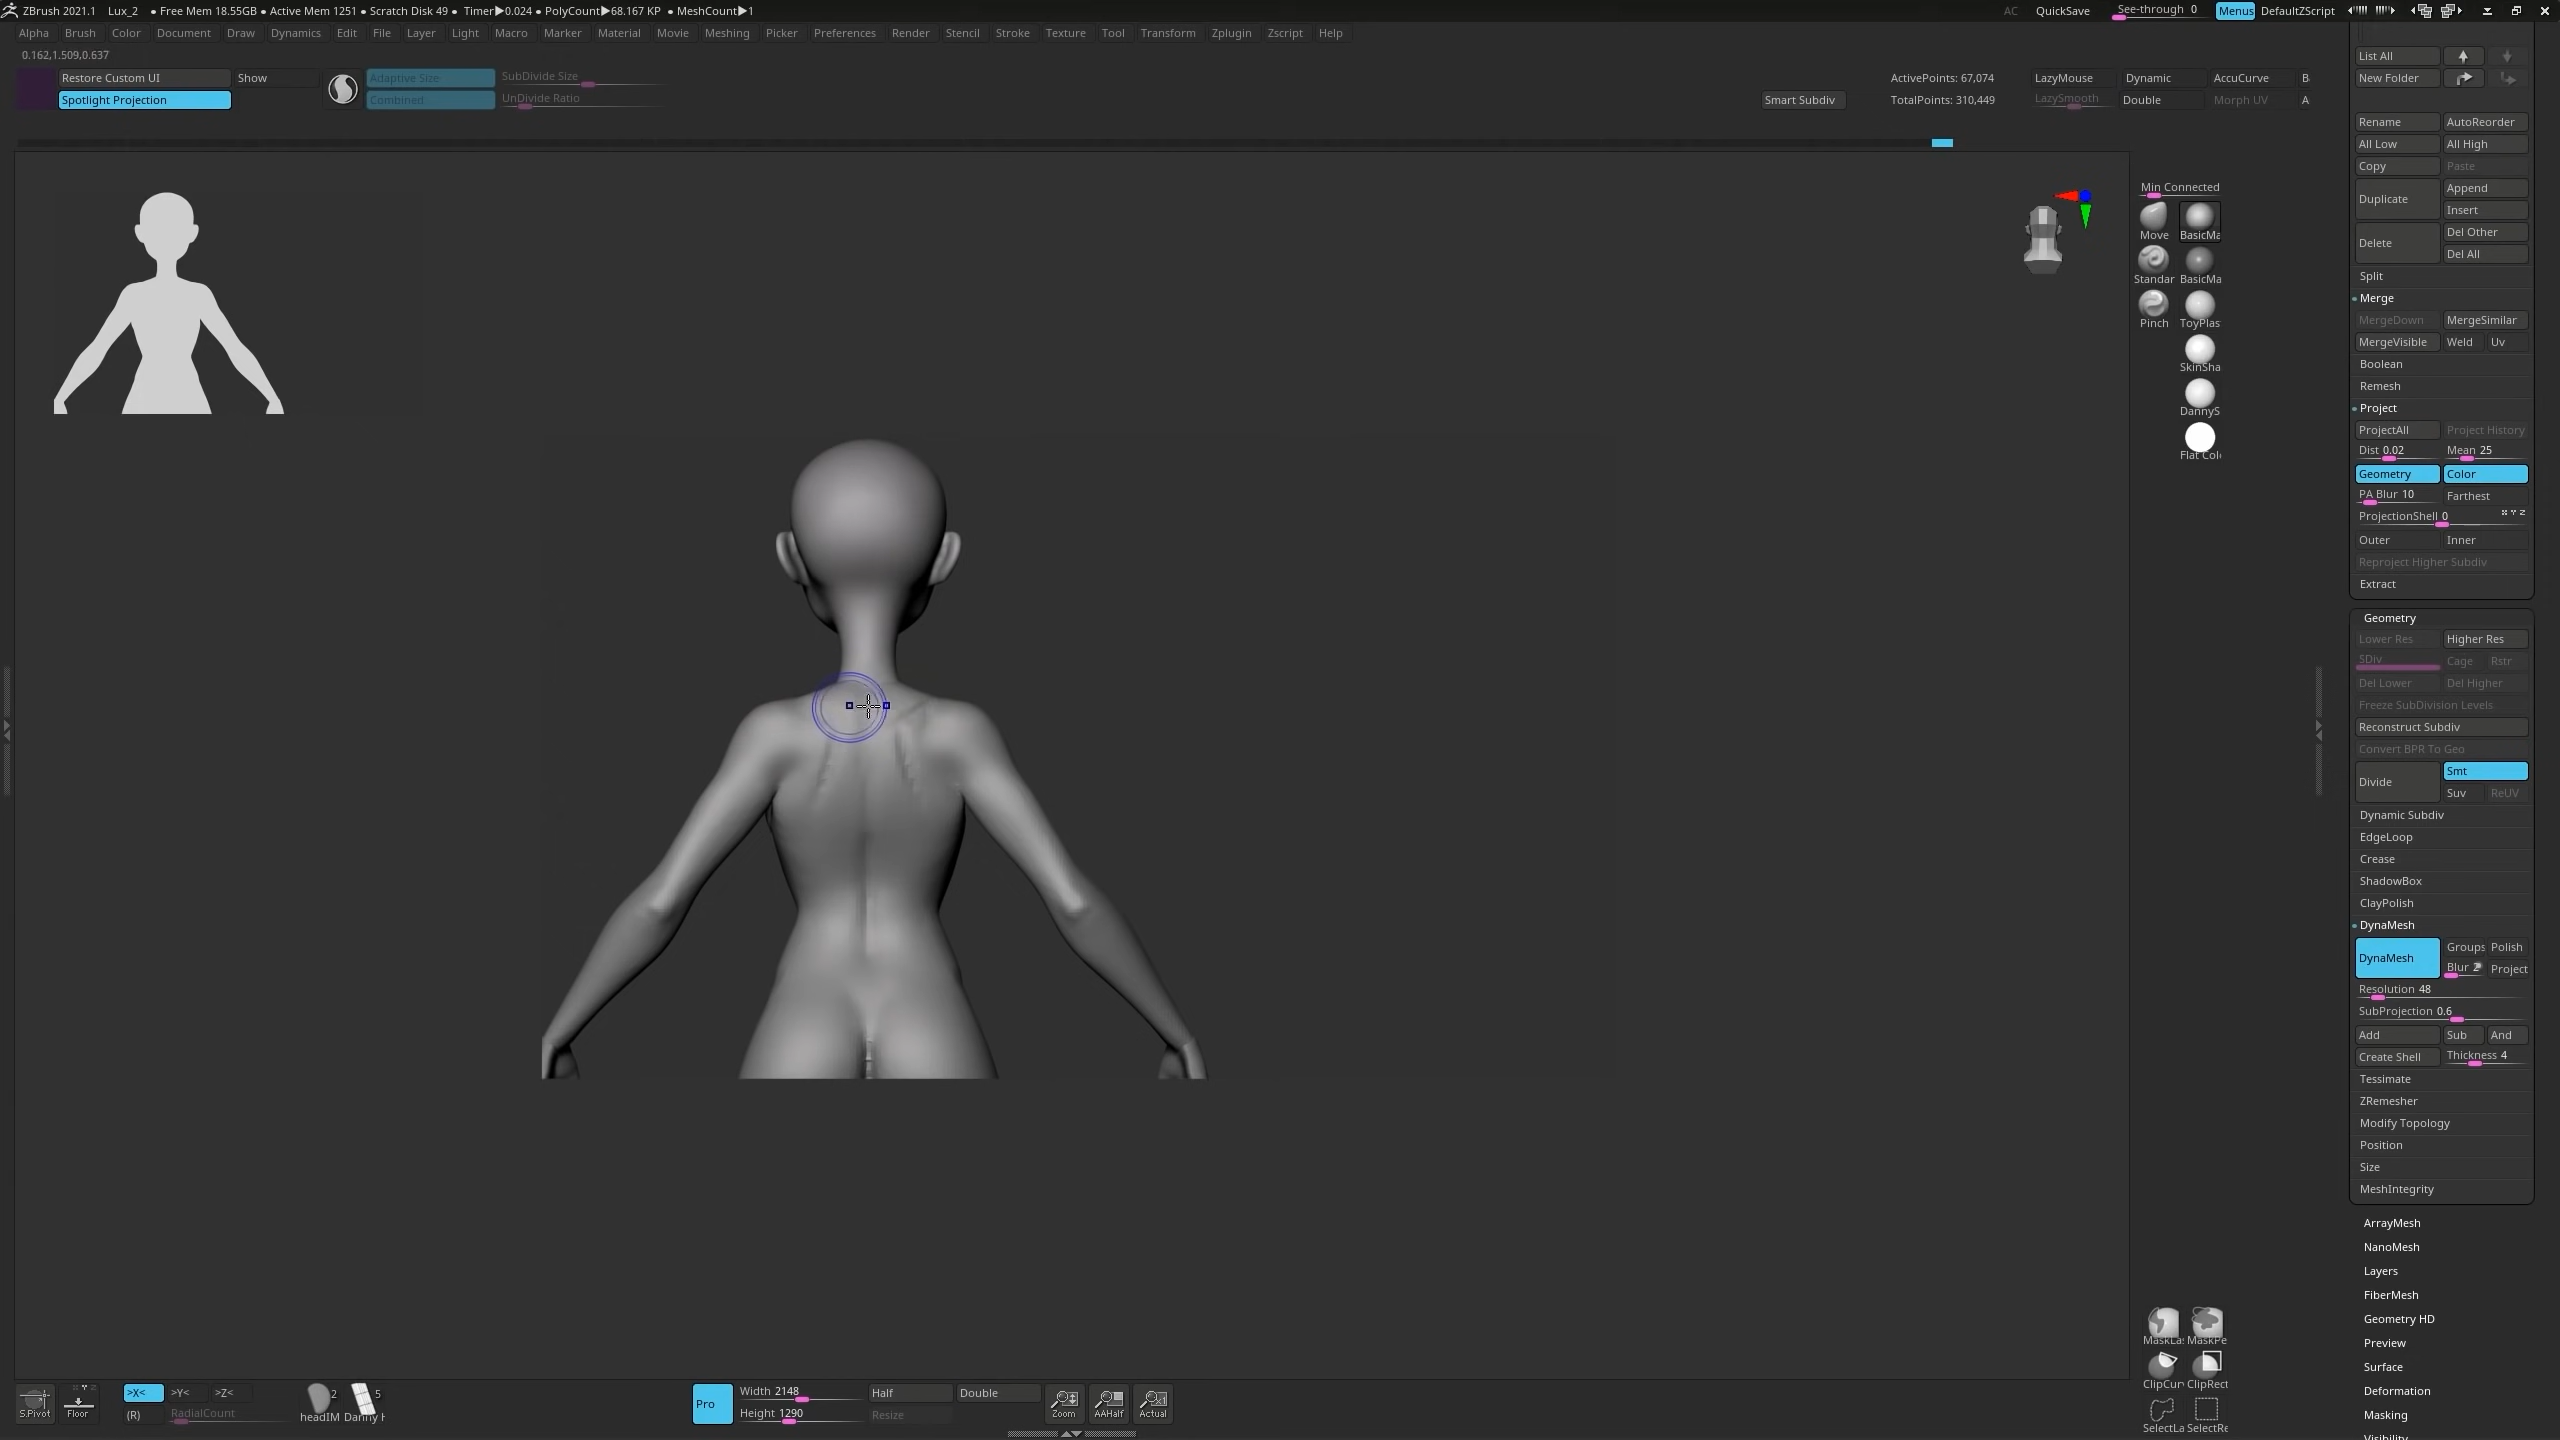 ZBrush 2021.1 Lux_2 ● Free Mem 18.55GB ● Active Mem 1251 ● Scratch Disk 49 ● Timer▶0.024 ● PolyCount▶68.167 KP ● MeshCount▶1 AC QuickSave See-through 0 Menus DefaultZScript
Alpha Brush Color Document Draw Dynamics Edit File Layer Light Macro Marker Material Movie Meshing Picker Preferences Render Stencil Stroke Texture Tool Transform Zplugin Zscript Help
0.162,1.509,0.637
Restore Custom UI Show Adaptive Size SubDivide Size ActivePoints: 67,074 LazyMouse Dynamic AccuCurve B
Spotlight Projection Combined UnDivide Ratio Smart Subdiv TotalPoints: 310,449 LazySmooth Double Morph UV A
Min Connected
Move BasicMa
Standar BasicMa
Pinch ToyPlas
SkinSha
DannyS
Flat Col
List All
New Folder
Rename AutoReorder
All Low All High
Copy Paste
Duplicate Append
Insert
Delete Del Other
Del All
Split
Merge
MergeDown MergeSimilar
MergeVisible Weld Uv
Boolean
Remesh
Project
ProjectAll Project History
Dist 0.02 Mean 25
Geometry Color
PA Blur 10 Farthest
ProjectionShell 0 X Y Z
Outer Inner
Reproject Higher Subdiv
Extract
Geometry
Lower Res Higher Res
SDiv Cage Rstr
Del Lower Del Higher
Freeze SubDivision Levels
Reconstruct Subdiv
Convert BPR To Geo
Divide Smt
Suv ReUV
Dynamic Subdiv
EdgeLoop
Crease
ShadowBox
ClayPolish
DynaMesh
DynaMesh Groups Polish
Blur 2 Project
Resolution 48
SubProjection 0.6
Add Sub And
Create Shell Thickness 4
Tessimate
ZRemesher
Modify Topology
Position
Size
MeshIntegrity
ArrayMesh
NanoMesh
Layers
FiberMesh
Geometry HD
Preview
Surface
Deformation
Masking
Visibility
MaskLa MaskPe
ClipCur ClipRect
SelectLa SelectRe
S.Pivot Floor >X< >Y< >Z< (R) RadialCount
headIM 2 Danny H 5
Pro Width 2148 Half Double
Height 1290 Resize
Zoom AAHalf Actual